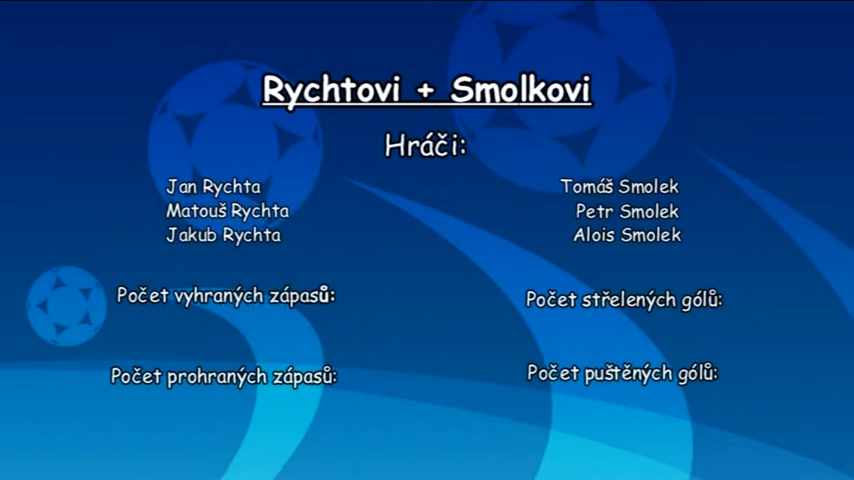 Rychtovi + Smolkovi
Hráči:
Jan Rychta
Matouš Rychta
Jakub Rychta
Tomáš Smolek
Petr Smolek
Alois Smolek
Počet vyhraných zápasů:
Počet střelených gólů:
Počet prohraných zápasů:
Počet puštěných gólů: